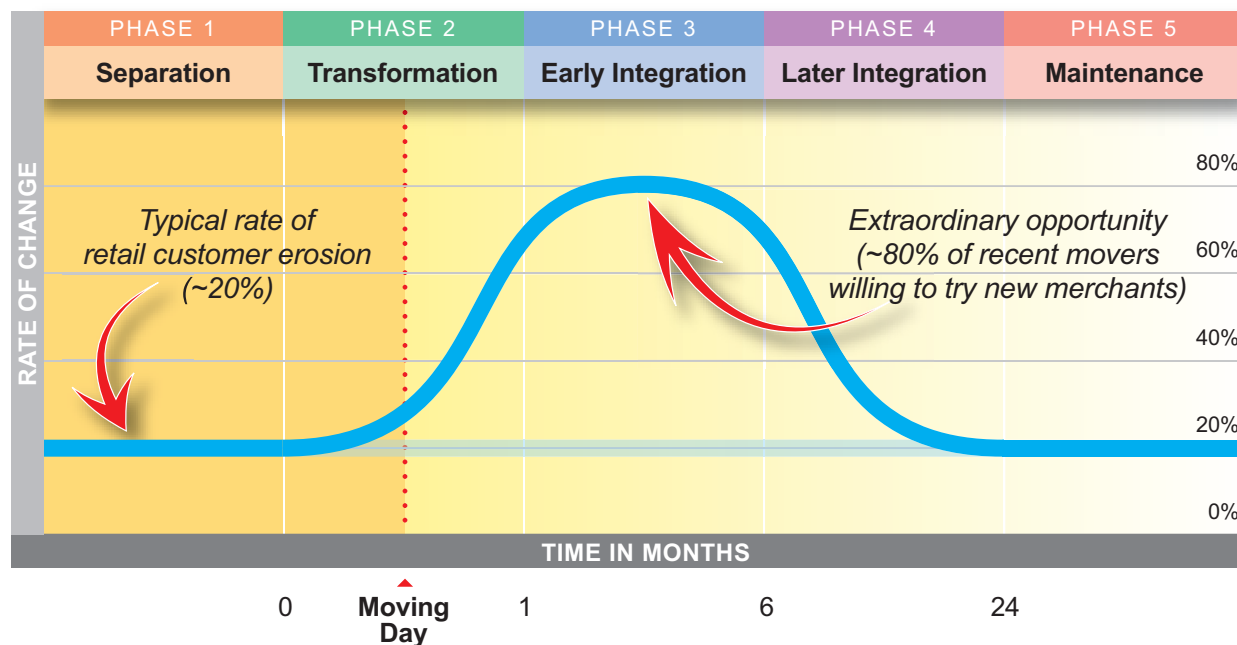 PHASE 1
PHASE 2
PHASE 3
PHASE 4
PHASE 5
Separation
Transformation
Early Integration
Later Integration
Maintenance
RATE OF CHANGE
80%
60%
40%
20%
0%
Typical rate of
retail customer erosion
(~20%)
Extraordinary opportunity
(~80% of recent movers
willing to try new merchants)
TIME IN MONTHS
0
Moving
Day
1
6
24